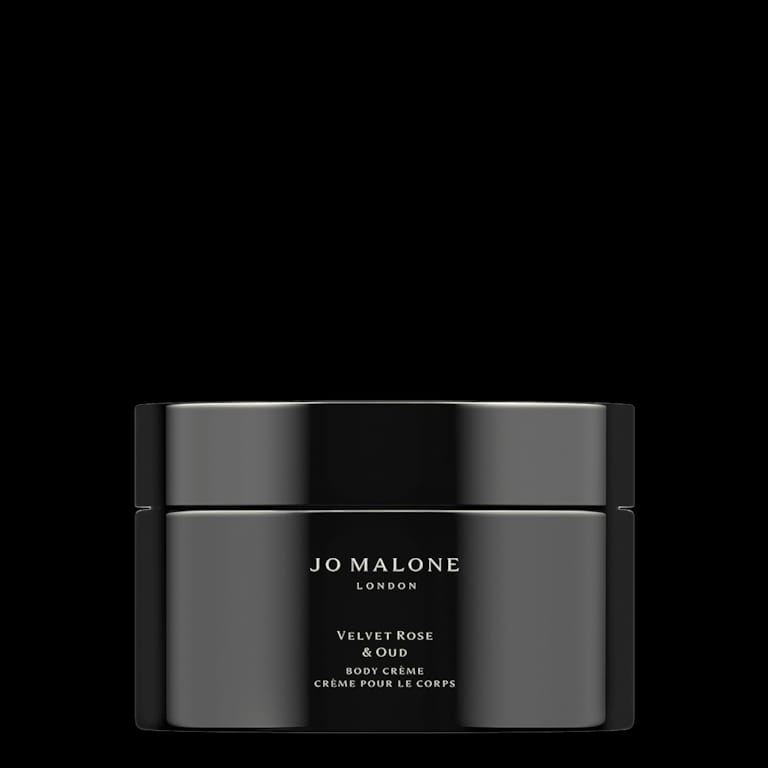 JO MALONE
LONDON
VELVET ROSE
& OUD
BODY CRÈME
CRÈME POUR LE CORPS